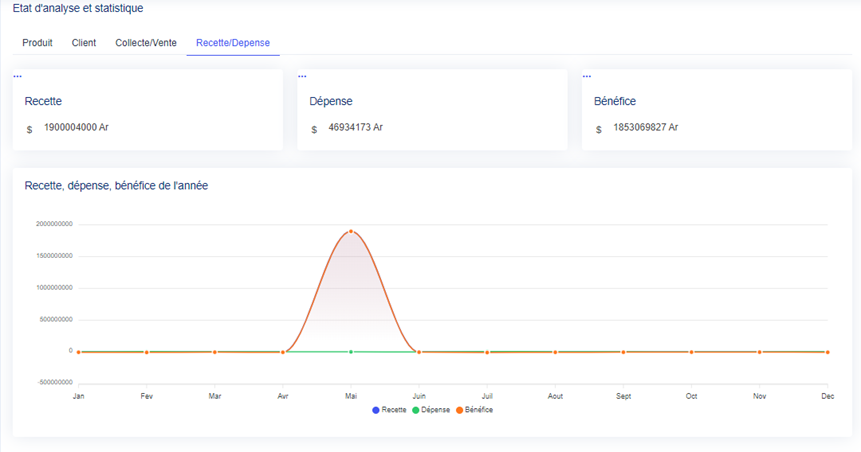 Etat d'analyse et statistique
Produit Client Collecte/Vente Recette/Depense
... ... ...
Recette Dépense Bénéfice
$ 1900004000 Ar $ 46934173 Ar $ 1853069827 Ar
Recette, dépense, bénéfice de l'année
2000000000
1500000000
1000000000
500000000
0
-500000000
Jan Fev Mar Avr Mai Juin Juil Aout Sept Oct Nov Dec
Recette Dépense Bénéfice